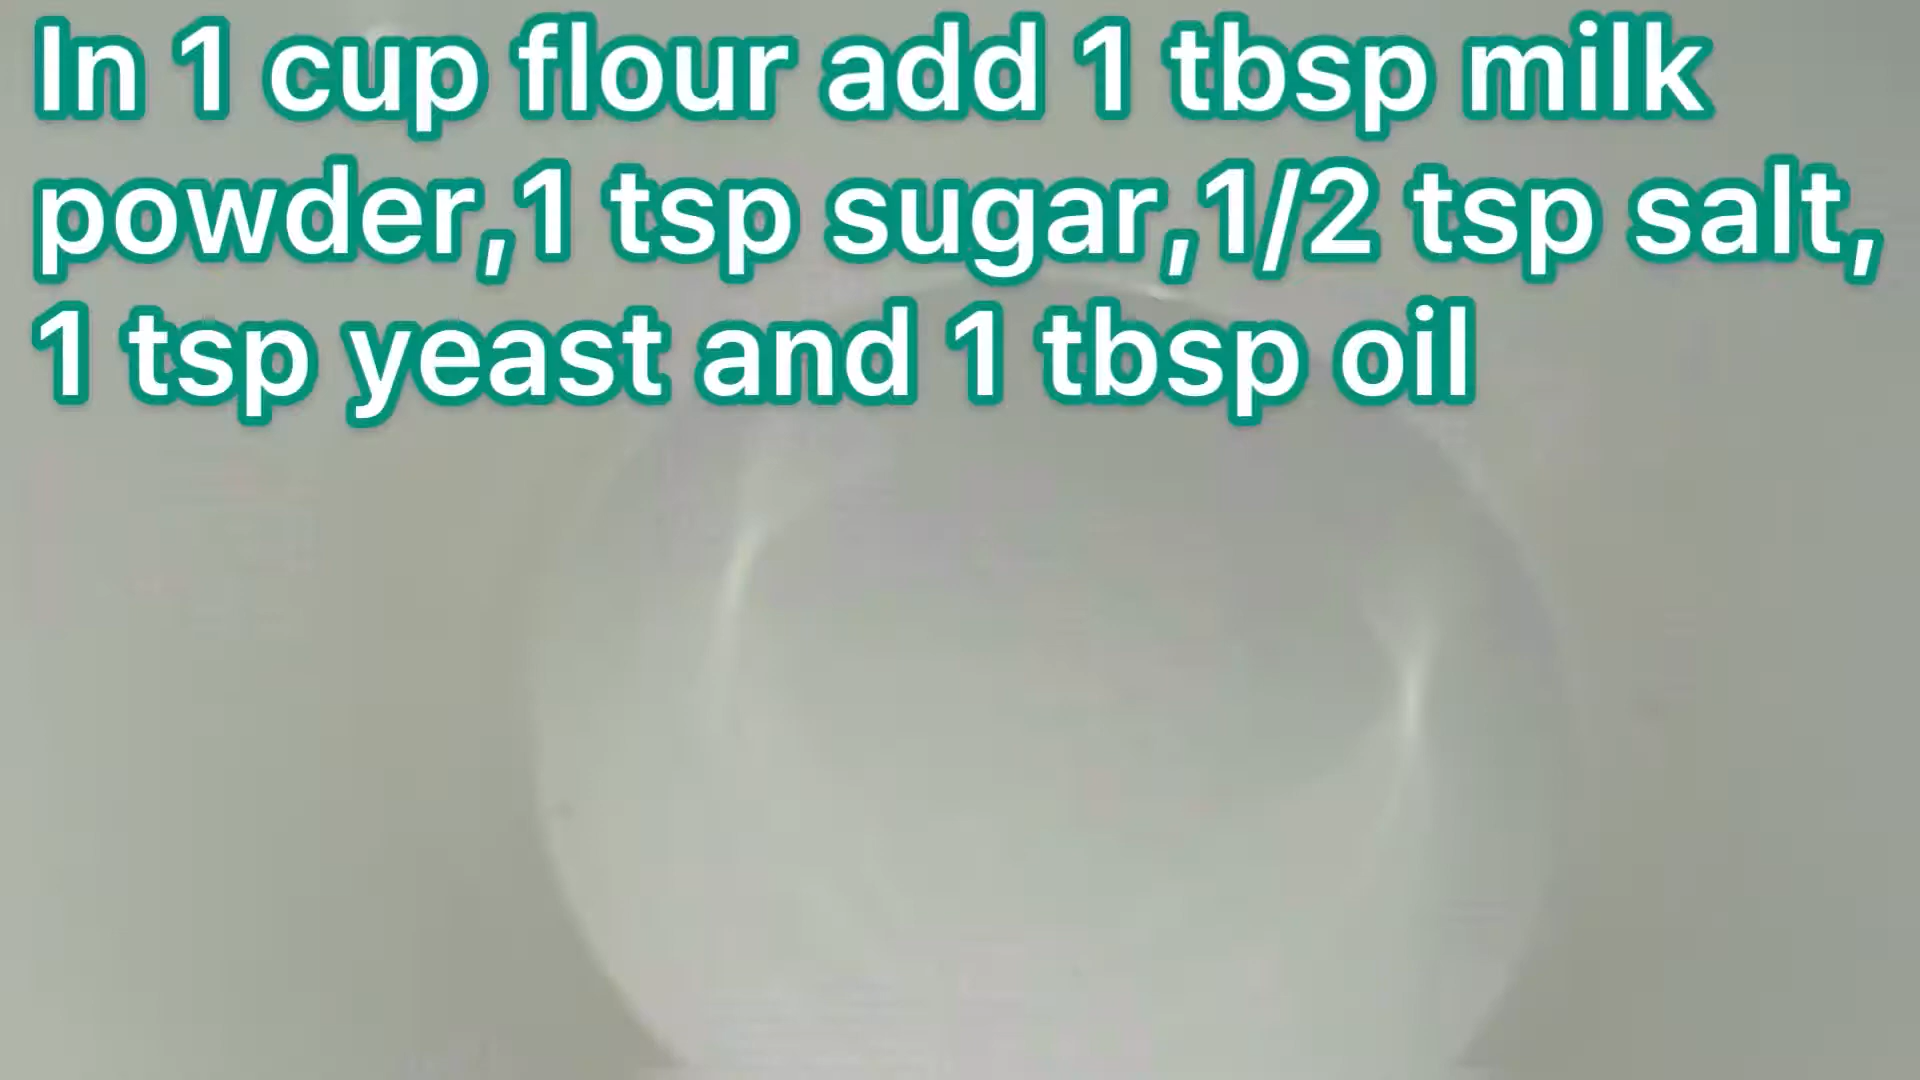 In 1 cup flour add 1 tbsp milk
powder,1 tsp sugar,1/2 tsp salt,
1 tsp yeast and 1 tbsp oil